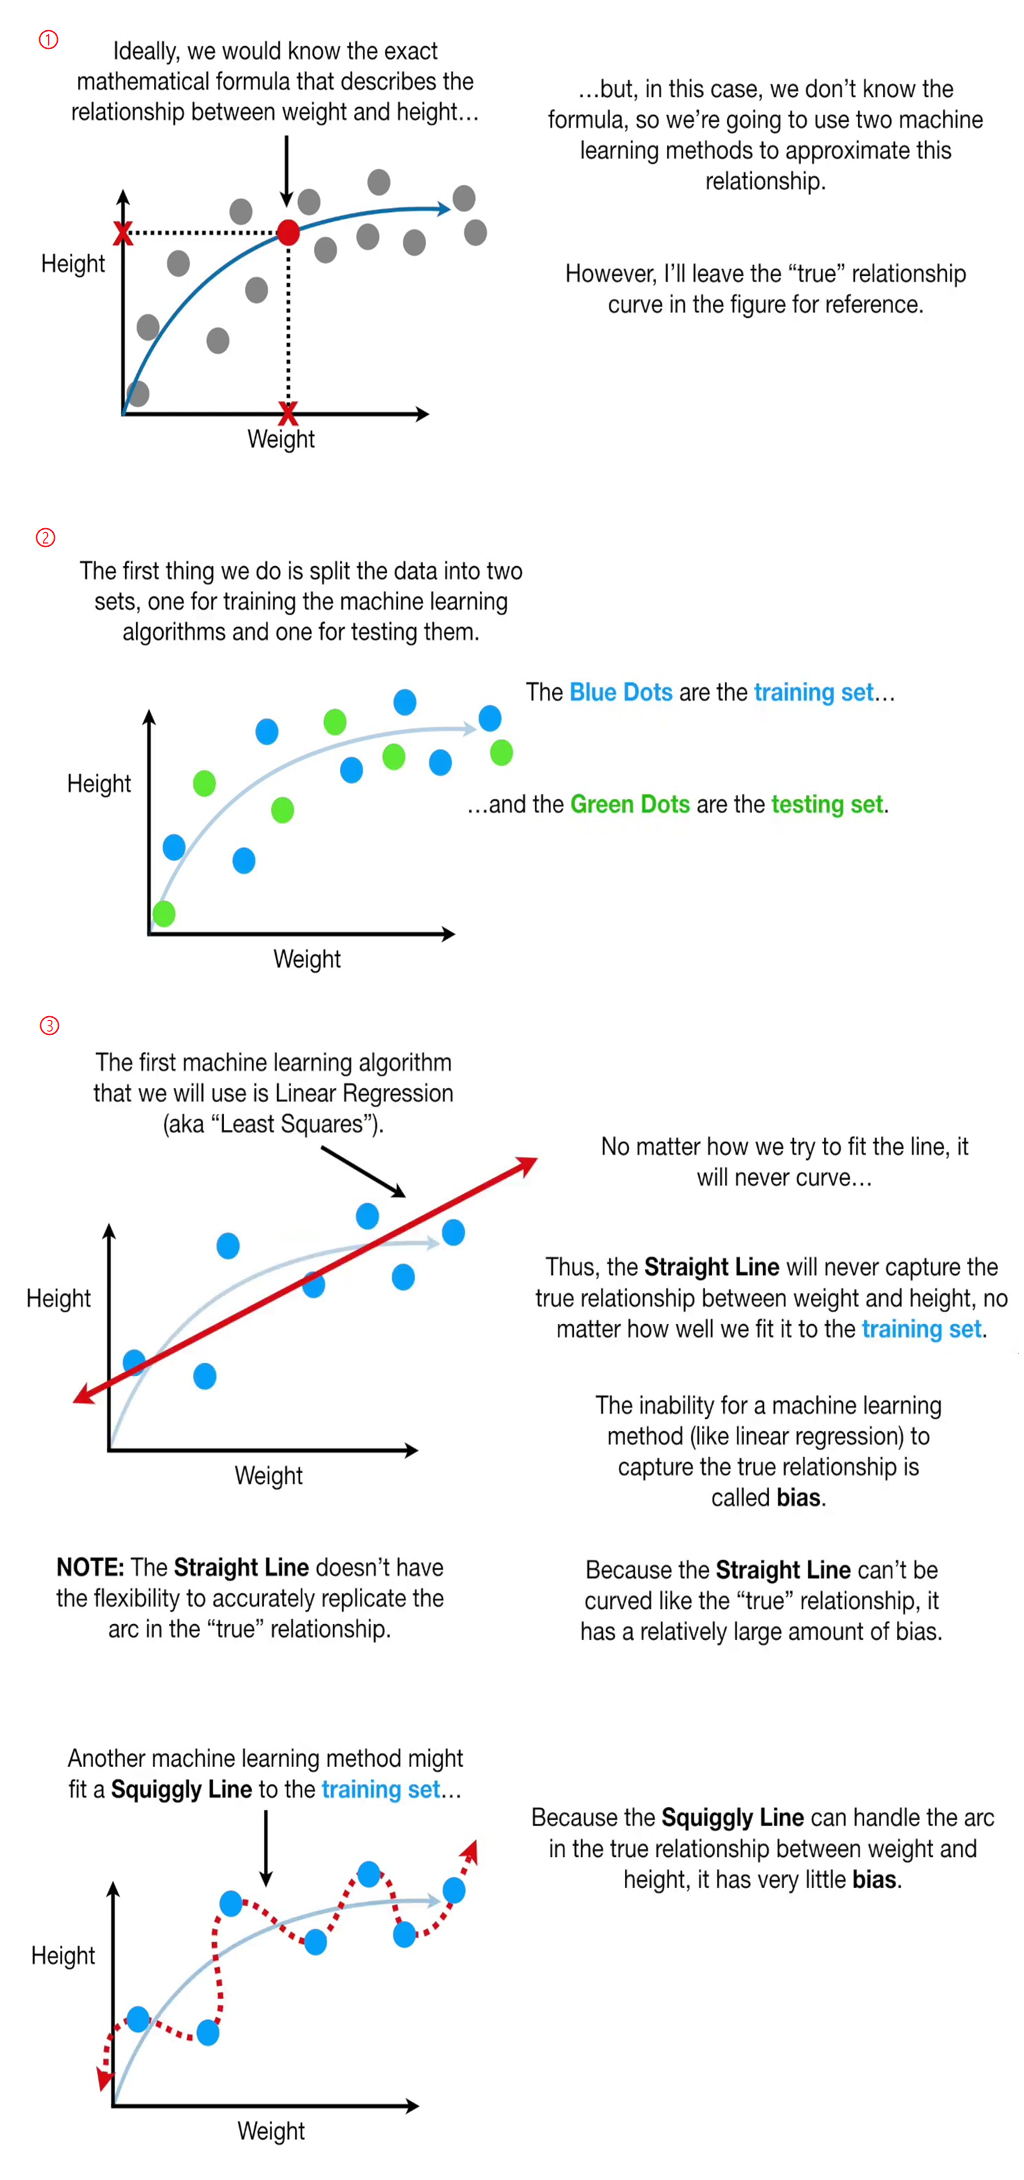 ①
Ideally, we would know the exact
mathematical formula that describes the
relationship between weight and height…
…but, in this case, we don’t know the
formula, so we’re going to use two machine
learning methods to approximate this
relationship.
X
Height
However, I’ll leave the “true” relationship
curve in the figure for reference.
X
Weight
②
The first thing we do is split the data into two
sets, one for training the machine learning
algorithms and one for testing them.
The Blue Dots are the training set…
Height
…and the Green Dots are the testing set.
Weight
③
The first machine learning algorithm
that we will use is Linear Regression
(aka “Least Squares”).
No matter how we try to fit the line, it
will never curve…
Height
Thus, the Straight Line will never capture the
true relationship between weight and height, no
matter how well we fit it to the training set.
The inability for a machine learning
method (like linear regression) to
capture the true relationship is
called bias.
Weight
NOTE: The Straight Line doesn’t have
the flexibility to accurately replicate the
arc in the “true” relationship.
Because the Straight Line can’t be
curved like the “true” relationship, it
has a relatively large amount of bias.
Another machine learning method might
fit a Squiggly Line to the training set…
Because the Squiggly Line can handle the arc
in the true relationship between weight and
height, it has very little bias.
Height
Weight